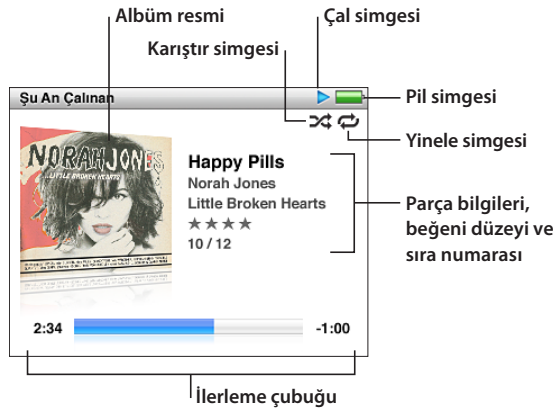 Albüm resmi
Çal simgesi
Karıştır simgesi
Şu An Çalınan
Pil simgesi
Yinele simgesi
NORAH JONES
...LITTLE BROKEN HEARTS
Happy Pills
Norah Jones
Little Broken Hearts
★★★★
10 / 12
Parça bilgileri,
beğeni düzeyi ve
sıra numarası
2:34
-1:00
İlerleme çubuğu